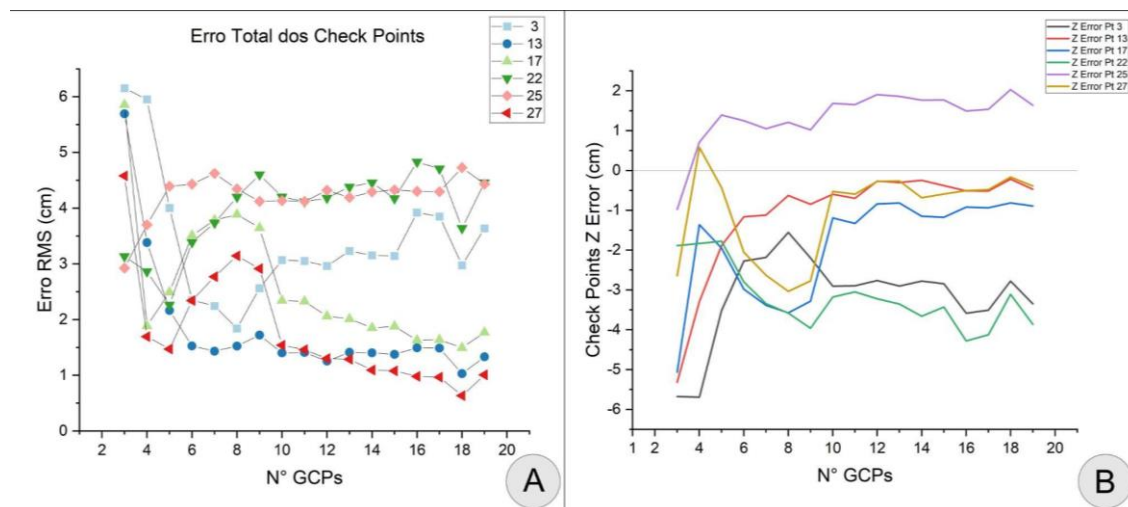 Erro Total dos Check Points
3
13
17
22
25
27
Erro RMS (cm)
6
5
4
3
2
1
0
2 4 6 8 10 12 14 16 18 20
N° GCPs
A
Z Error Pt 3
Z Error Pt 13
Z Error Pt 17
Z Error Pt 22
Z Error Pt 25
Z Error Pt 27
Check Points Z Error (cm)
2
1
0
-1
-2
-3
-4
-5
-6
1 2 4 6 8 10 12 14 16 18 20
N° GCPs
B